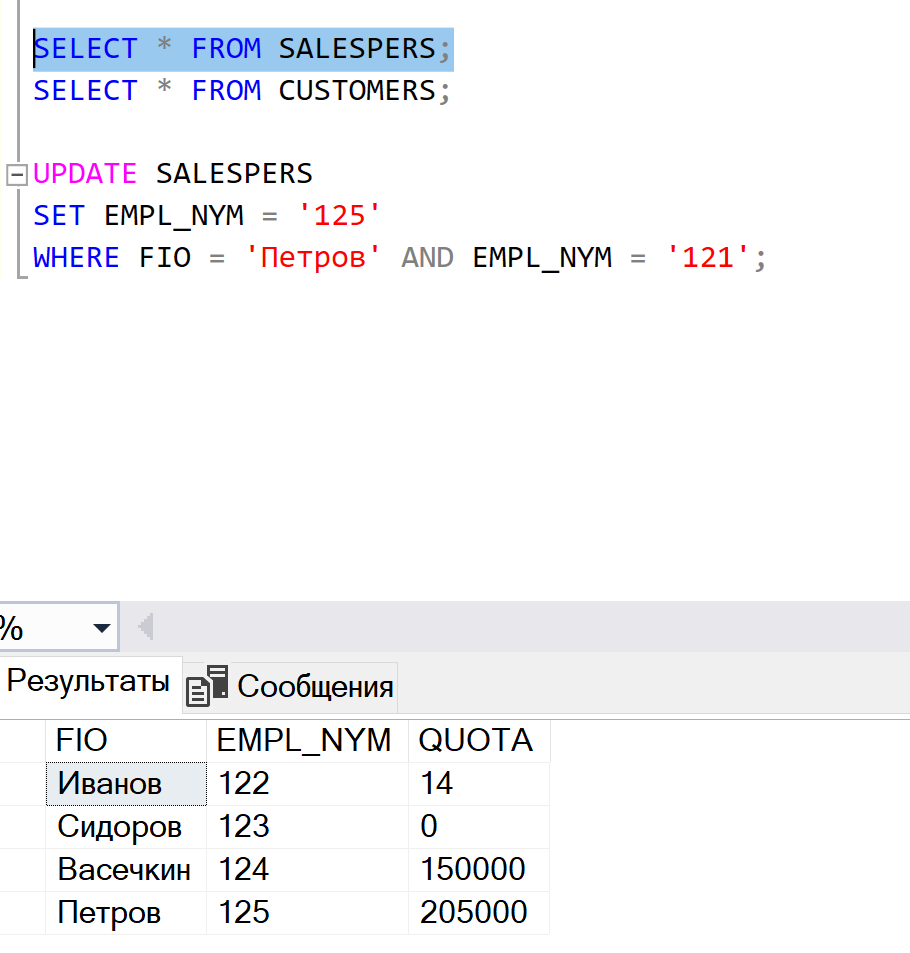 SELECT * FROM SALESPERS;
SELECT * FROM CUSTOMERS;
UPDATE SALESPERS
SET EMPL_NYM = '125'
WHERE FIO = 'Петров' AND EMPL_NYM = '121';
%
Результаты Сообщения
FIO EMPL_NYM QUOTA
Иванов 122 14
Сидоров 123 0
Васечкин 124 150000
Петров 125 205000